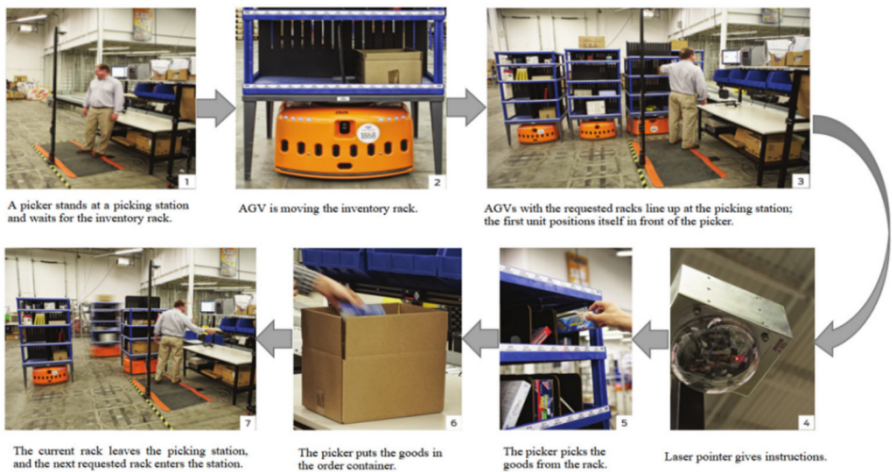 1
2
3
A picker stands at a picking station
and waits for the inventory rack.
AGV is moving the inventory rack.
AGVs with the requested racks line up at the picking station;
the first unit positions itself in front of the picker.
7
6
5
4
The current rack leaves the picking station,
and the next requested rack enters the station.
The picker puts the goods in
the order container.
The picker picks the
goods from the rack.
Laser pointer gives instructions.